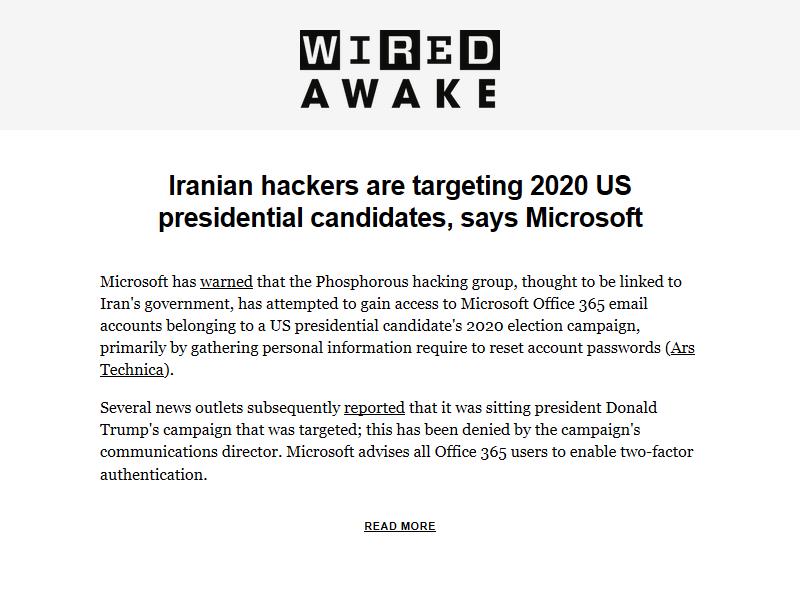 WIRED
AWAKE
Iranian hackers are targeting 2020 US
presidential candidates, says Microsoft
Microsoft has warned that the Phosphorous hacking group, thought to be linked to
Iran's government, has attempted to gain access to Microsoft Office 365 email
accounts belonging to a US presidential candidate's 2020 election campaign,
primarily by gathering personal information require to reset account passwords (Ars
Technica).
Several news outlets subsequently reported that it was sitting president Donald
Trump's campaign that was targeted; this has been denied by the campaign's
communications director. Microsoft advises all Office 365 users to enable two-factor
authentication.
READ MORE